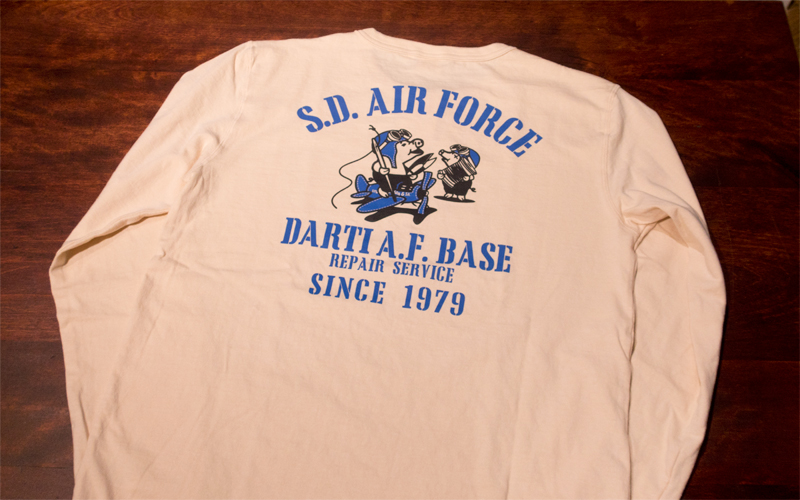 S.D. AIR FORCE
DARTI A.F. BASE
REPAIR SERVICE
SINCE 1979